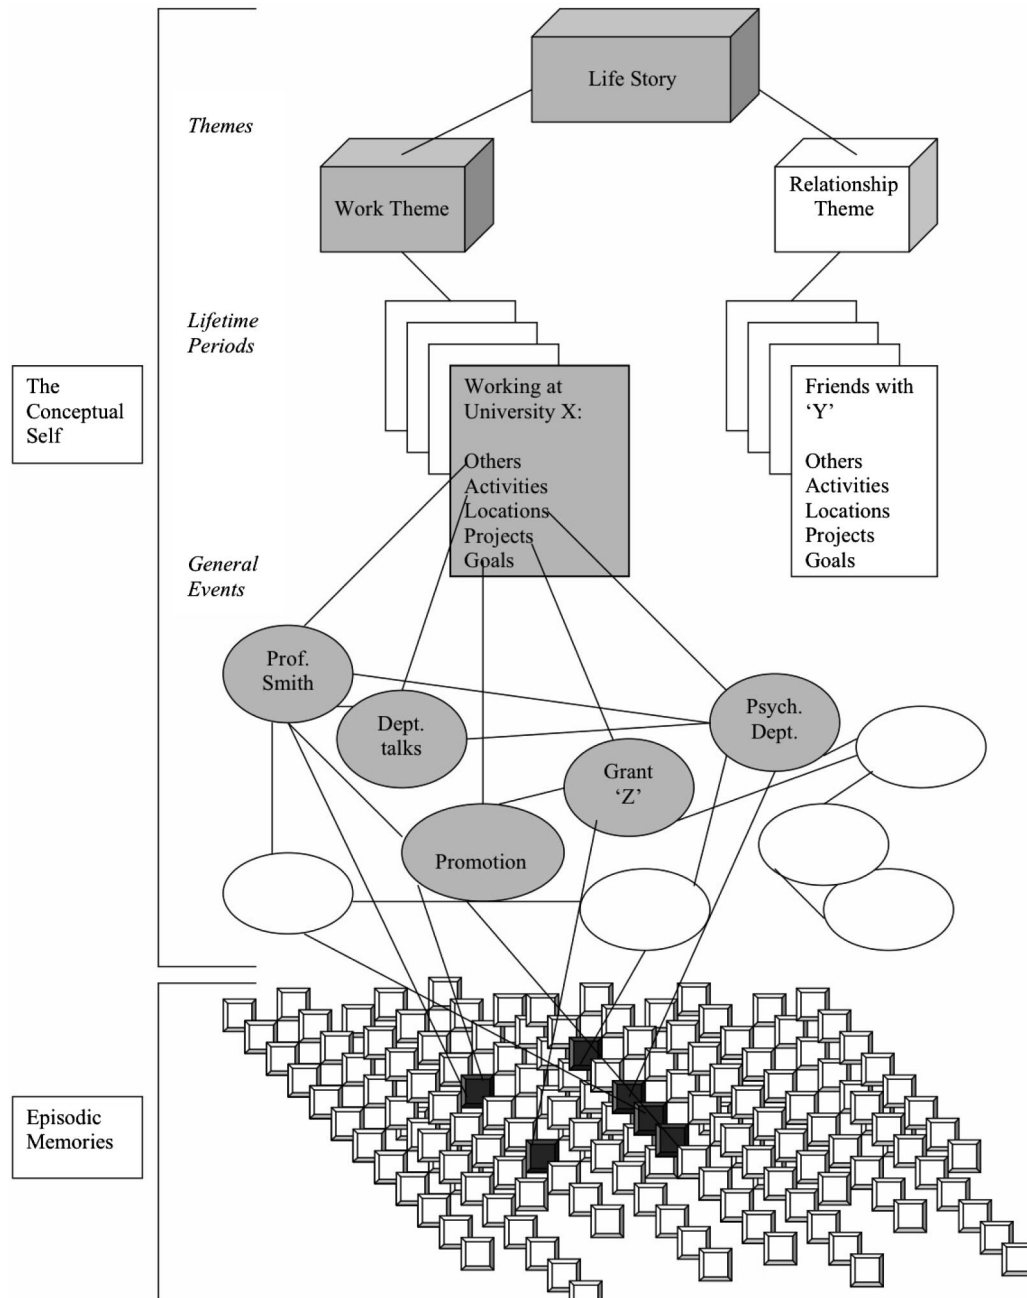 Life Story
Themes
Work Theme
Relationship
Theme
Lifetime
Periods
The
Conceptual
Self
Working at
University X:
Others
Activities
Locations
Projects
Goals
Friends with
‘Y’
Others
Activities
Locations
Projects
Goals
General
Events
Prof.
Smith
Dept.
talks
Psych.
Dept.
Grant
‘Z’
Promotion
Episodic
Memories